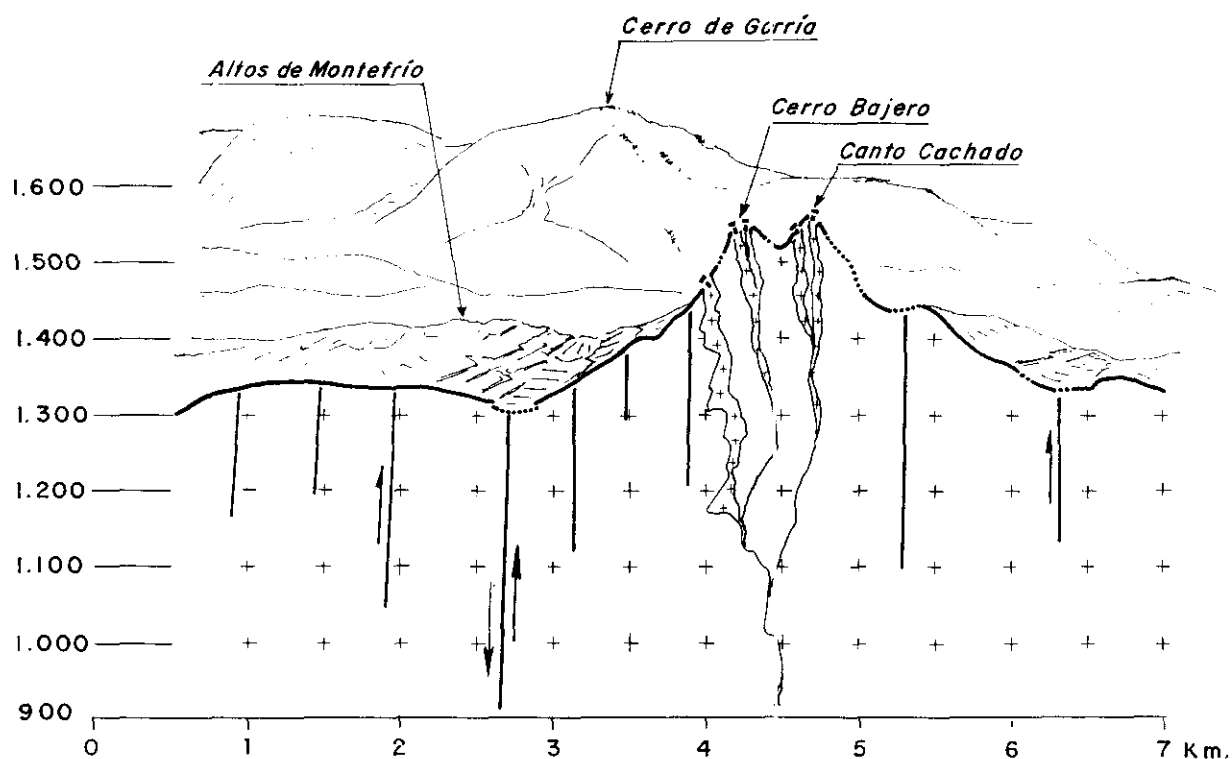 Cerro de Gorría
Altos de Montefrío
Cerro Bajero
Canto Cachado
1.600
1.500
1.400
1.300
1.200
1.100
1.000
900
0 1 2 3 4 5 6 7 Km.